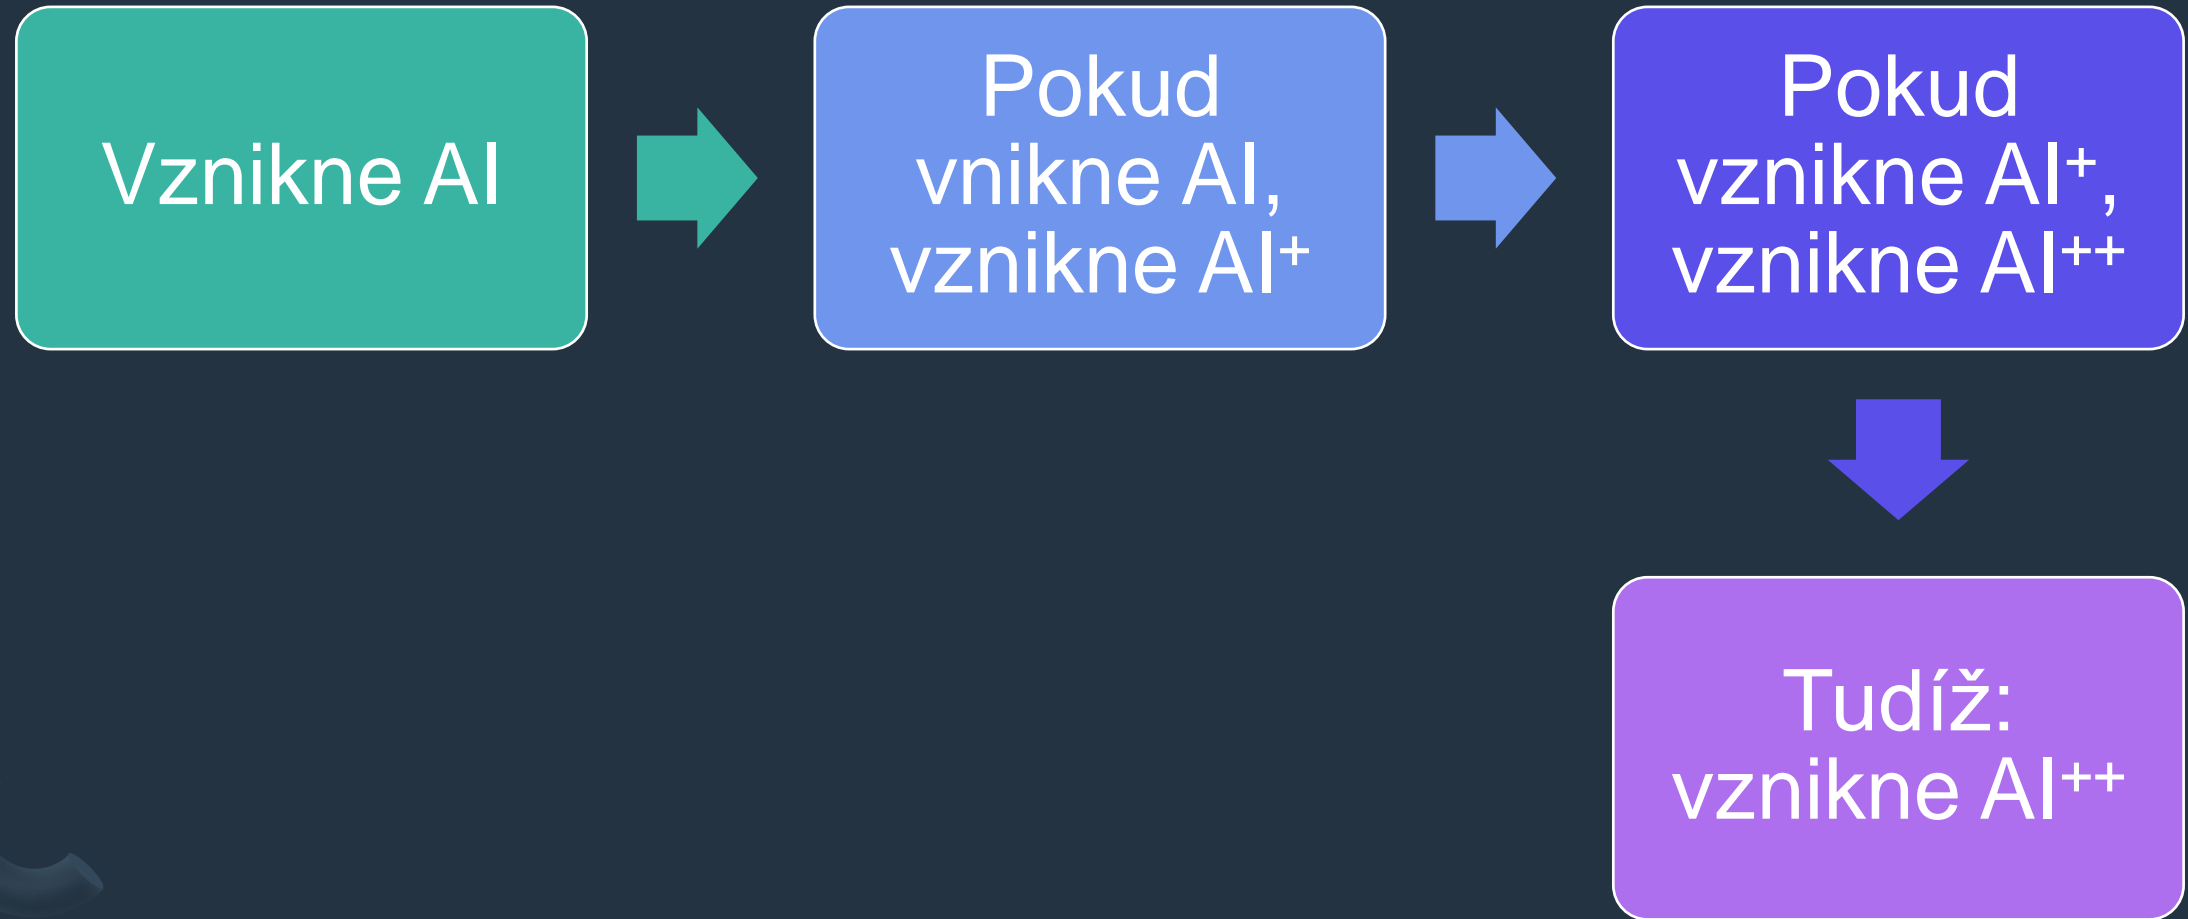 Vznikne AI
Pokud
vnikne AI,
vznikne AI⁺
Pokud
vznikne AI⁺,
vznikne AI⁺⁺
Tudíž:
vznikne AI⁺⁺